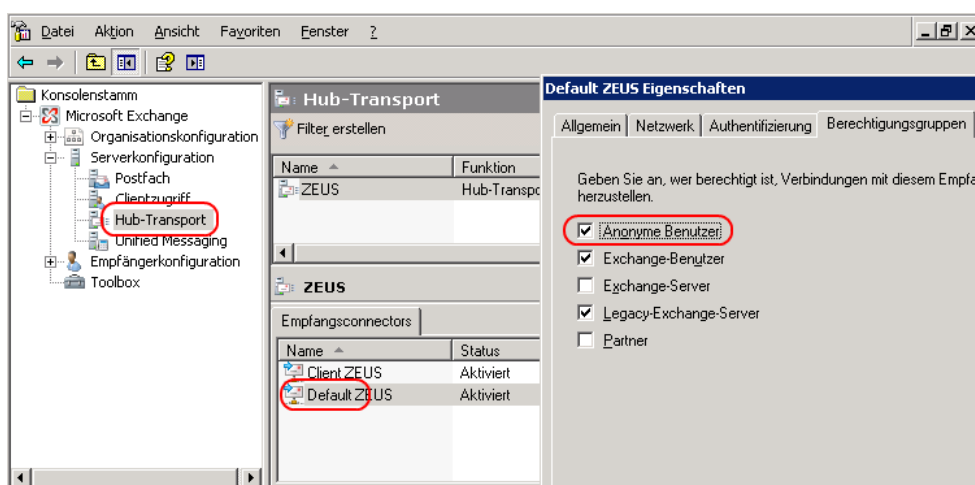 Datei Aktion Ansicht Favoriten Fenster ?
Konsolenstamm
Microsoft Exchange
Organisationskonfiguration
Serverkonfiguration
Postfach
Clientzugriff
Hub-Transport
Unified Messaging
Empfängerkonfiguration
Toolbox
Hub-Transport
Filter erstellen
Name Funktion
ZEUS Hub-Transpo
ZEUS
Empfangsconnectors
Name Status
Client ZEUS Aktiviert
Default ZEUS Aktiviert
Default ZEUS Eigenschaften
Allgemein Netzwerk Authentifizierung Berechtigungsgruppen
Geben Sie an, wer berechtigt ist, Verbindungen mit diesem Empfa
herzustellen.
Anonyme Benutzer
Exchange-Benutzer
Exchange-Server
Legacy-Exchange-Server
Partner